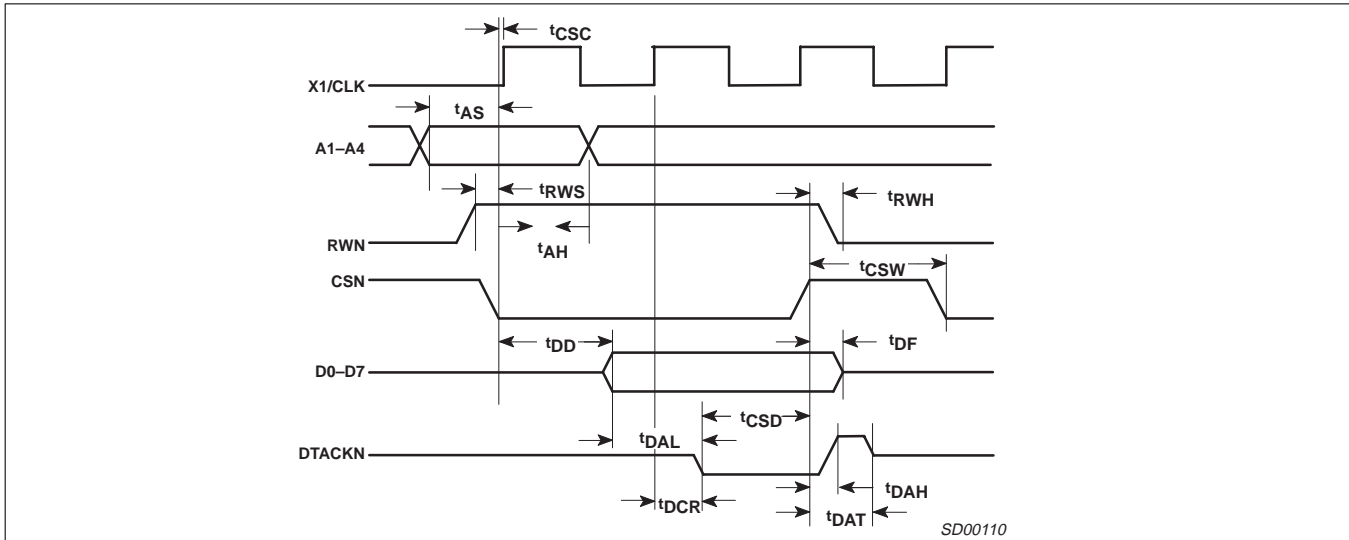 tCSC
X1/CLK
tAS
A1–A4
tRWS
tRWH
RWN
tAH
tCSW
CSN
tDD
tDF
D0–D7
tCSD
tDAL
DTACKN
tDAH
tDCR
tDAT
SD00110